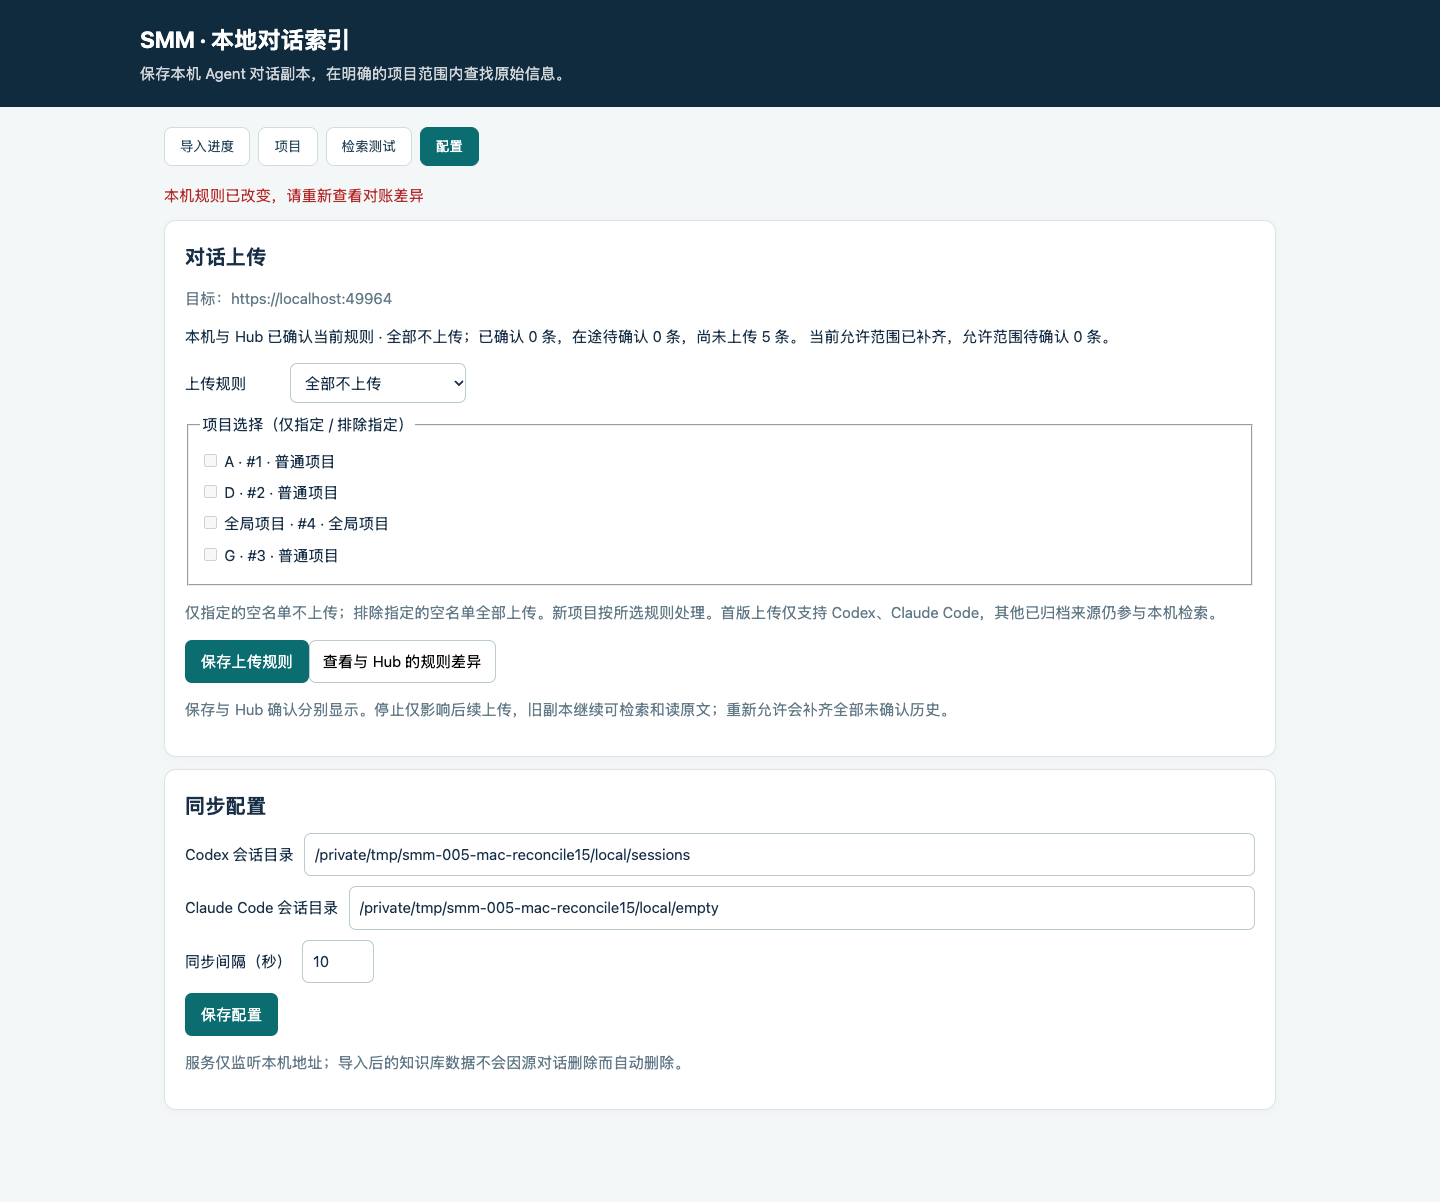 SMM · 本地对话索引
保存本机 Agent 对话副本，在明确的项目范围内查找原始信息。
导入进度 项目 检索测试 配置
本机规则已改变，请重新查看对账差异
对话上传
目标：https://localhost:49964
本机与 Hub 已确认当前规则 · 全部不上传；已确认 0 条，在途待确认 0 条，尚未上传 5 条。 当前允许范围已补齐，允许范围待确认 0 条。
上传规则 全部不上传
项目选择（仅指定 / 排除指定）
A · #1 · 普通项目
D · #2 · 普通项目
全局项目 · #4 · 全局项目
G · #3 · 普通项目
仅指定的空名单不上传；排除指定的空名单全部上传。新项目按所选规则处理。首版上传仅支持 Codex、Claude Code，其他已归档来源仍参与本机检索。
保存上传规则 查看与 Hub 的规则差异
保存与 Hub 确认分别显示。停止仅影响后续上传，旧副本继续可检索和读原文；重新允许会补齐全部未确认历史。
同步配置
Codex 会话目录 /private/tmp/smm-005-mac-reconcile15/local/sessions
Claude Code 会话目录 /private/tmp/smm-005-mac-reconcile15/local/empty
同步间隔（秒） 10
保存配置
服务仅监听本机地址；导入后的知识库数据不会因源对话删除而自动删除。